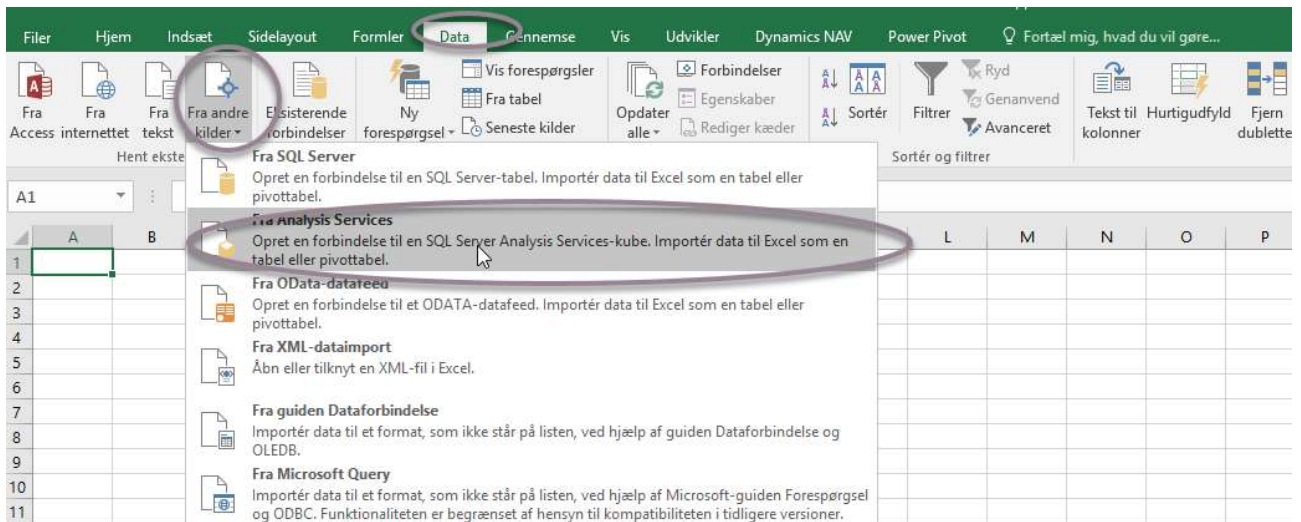 Filer Hjem Indsæt Sidelayout Formler Data Gennemse Vis Udvikler Dynamics NAV Power Pivot Fortæl mig, hvad du vil gøre...
Fra Access
Fra internettet
Fra tekst
Fra andre kilder
Eksisterende forbindelser
Ny forespørgsel
Vis forespørgsler
Fra tabel
Seneste kilder
Opdater alle
Forbindelser
Egenskaber
Rediger kæder
Sortér
Filtrer
Ryd
Genanvend
Avanceret
Tekst til kolonner
Hurtigudfyld
Fjern dublette
Hent ekste
Sortér og filtrer
A1
A B L M N O P
1
2
3
4
5
6
7
8
9
10
11
Fra SQL Server
Opret en forbindelse til en SQL Server-tabel. Importér data til Excel som en tabel eller
pivottabel.
Fra Analysis Services
Opret en forbindelse til en SQL Server Analysis Services-kube. Importér data til Excel som en
tabel eller pivottabel.
Fra OData-datafeed
Opret en forbindelse til et ODATA-datafeed. Importér data til Excel som en tabel eller
pivottabel.
Fra XML-dataimport
Åbn eller tilknyt en XML-fil i Excel.
Fra guiden Dataforbindelse
Importér data til et format, som ikke står på listen, ved hjælp af guiden Dataforbindelse og
OLEDB.
Fra Microsoft Query
Importér data til et format, som ikke står på listen, ved hjælp af Microsoft-guiden Forespørgsel
og ODBC. Funktionaliteten er begrænset af hensyn til kompatibiliteten i tidligere versioner.